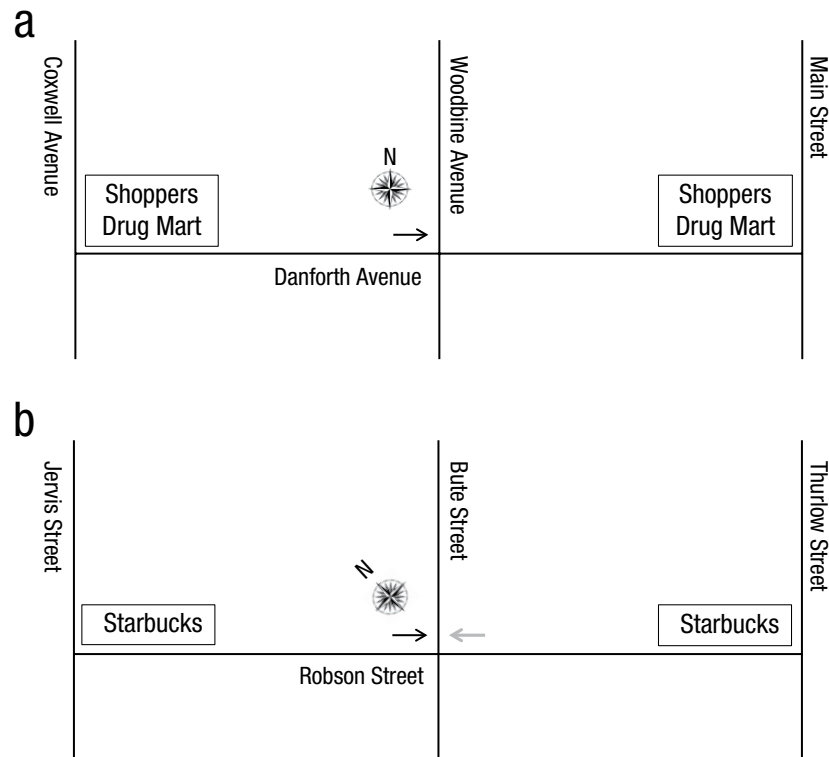 a
Coxwell Avenue
Woodbine Avenue
Main Street
N
Shoppers
Drug Mart
Shoppers
Drug Mart
Danforth Avenue
b
Jervis Street
Bute Street
Thurlow Street
N
Starbucks
Starbucks
Robson Street